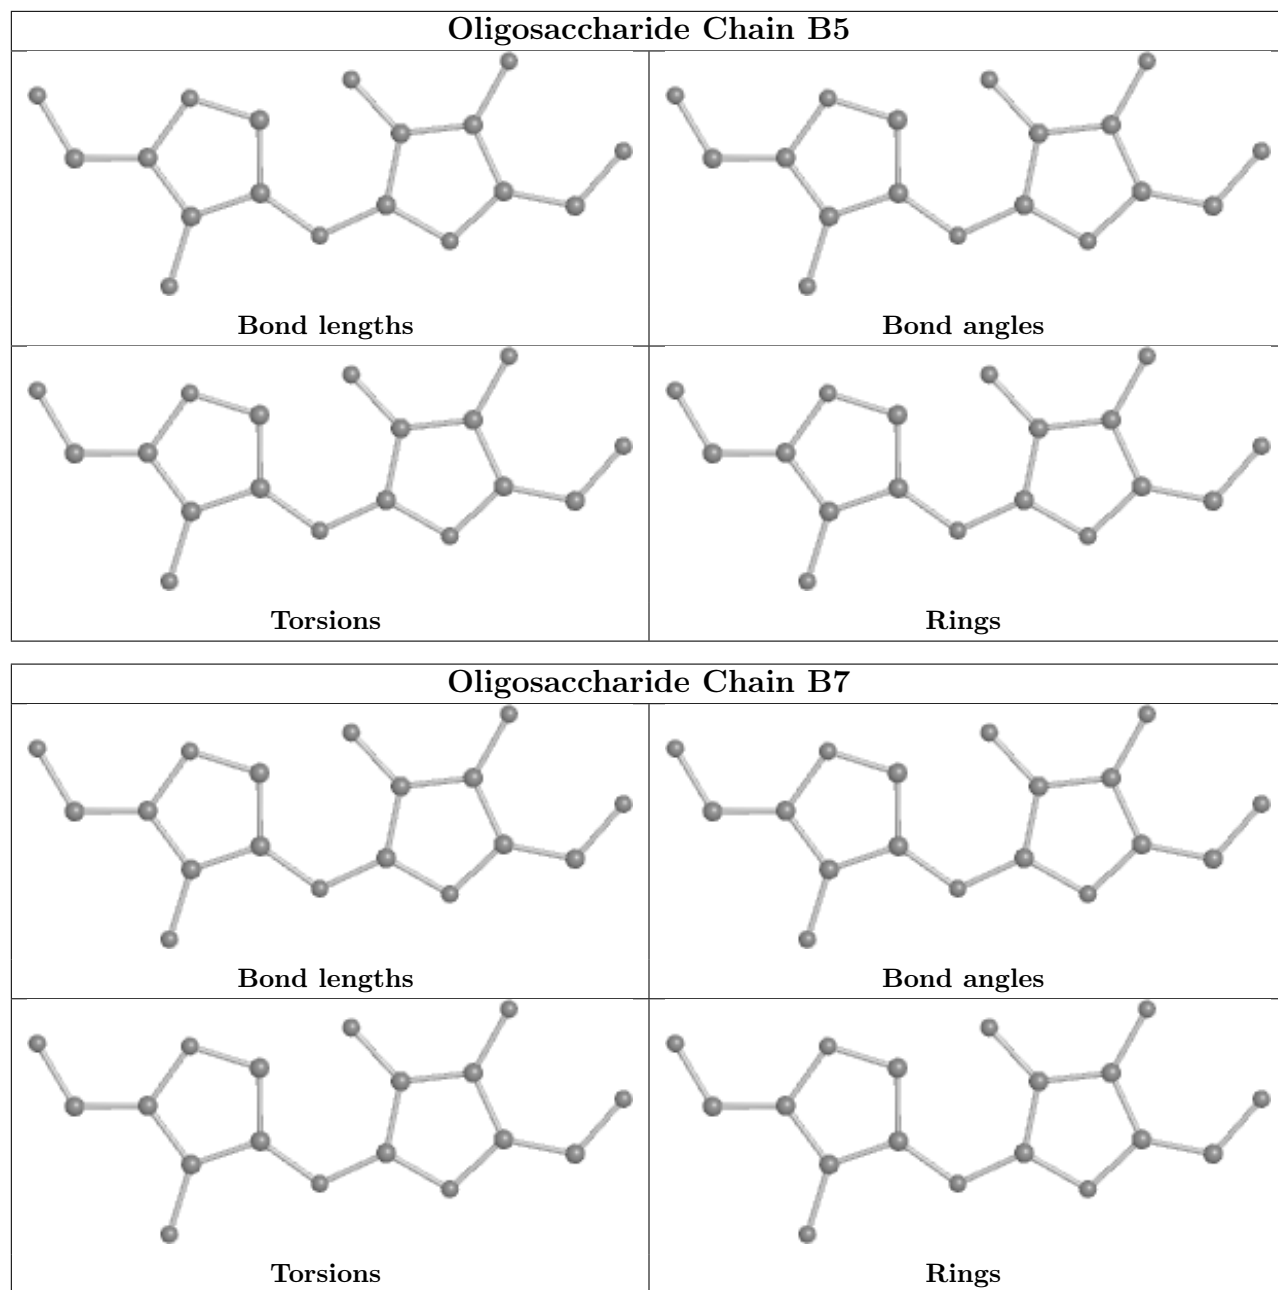 Oligosaccharide Chain B5
Bond lengths
Bond angles
Torsions
Rings
Oligosaccharide Chain B7
Bond lengths
Bond angles
Torsions
Rings